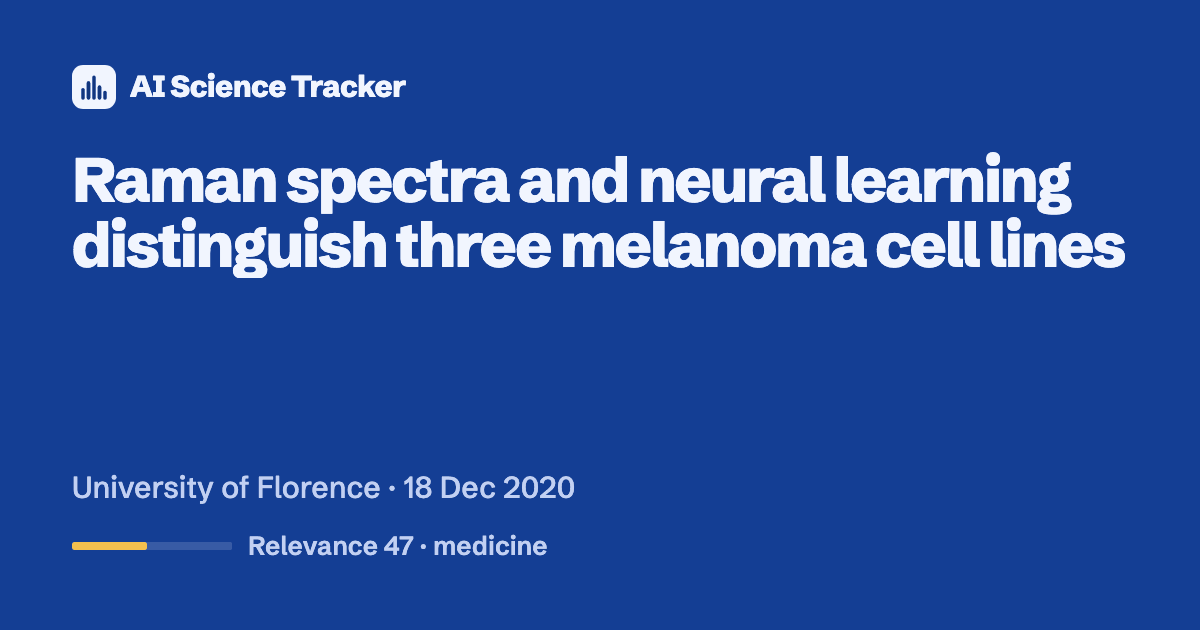 AI Science Tracker
Raman spectra and neural learning
distinguish three melanoma cell lines
University of Florence · 18 Dec 2020
Relevance 47 · medicine